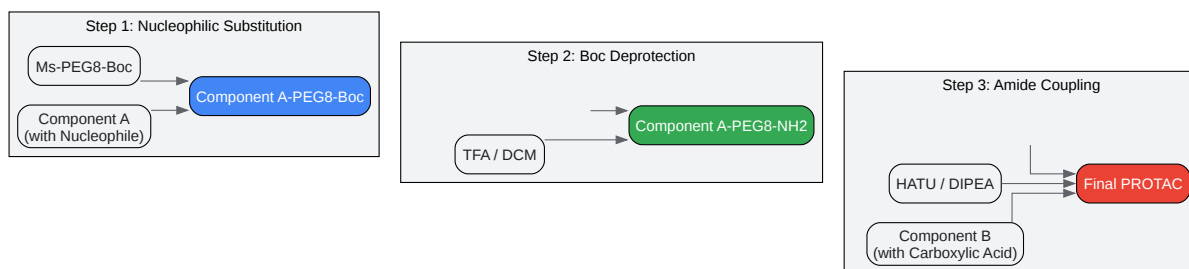 Step 1: Nucleophilic Substitution
Ms-PEG8-Boc
Component A-PEG8-Boc
Component A
(with Nucleophile)
Step 2: Boc Deprotection
Component A-PEG8-NH2
TFA / DCM
Step 3: Amide Coupling
HATU / DIPEA
Final PROTAC
Component B
(with Carboxylic Acid)